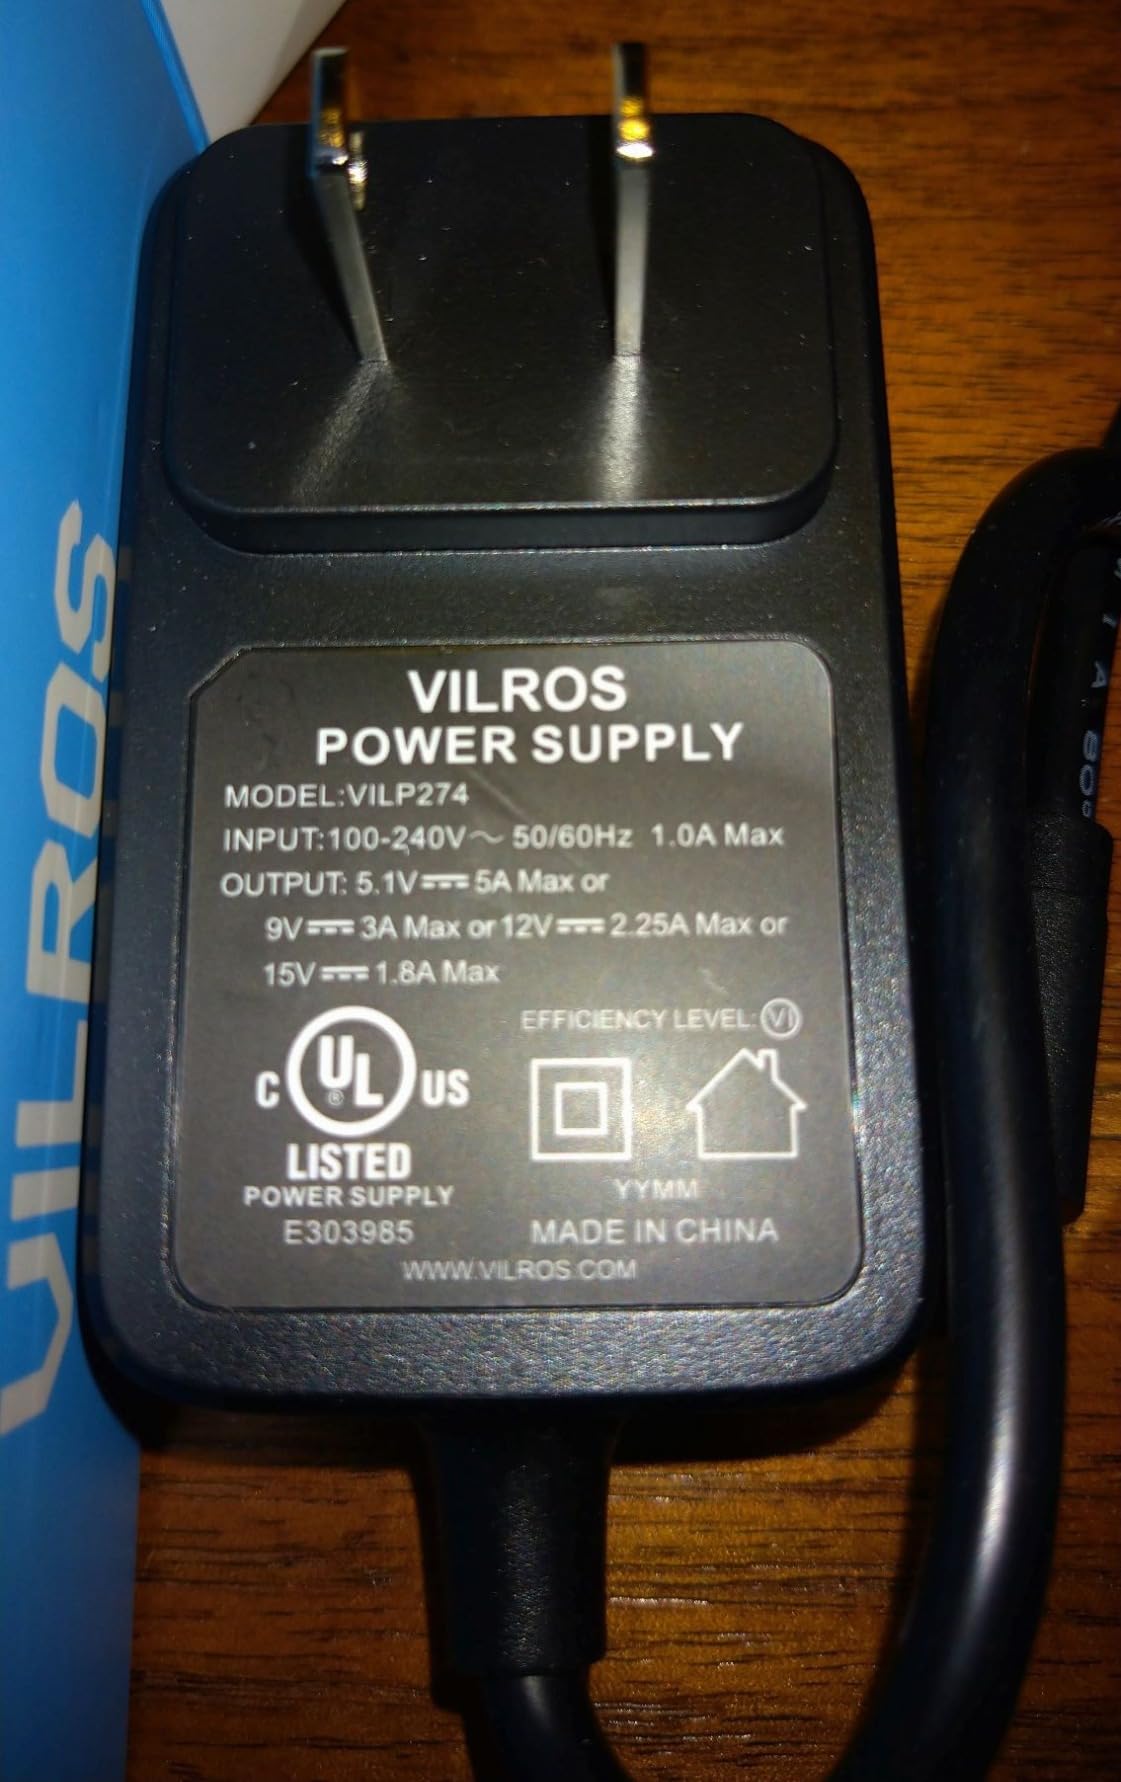 VILROS
VILROS
POWER SUPPLY
MODEL:VILP274
INPUT:100-240V～ 50/60Hz 1.0A Max
OUTPUT: 5.1V⎓5A Max or
9V⎓3A Max or 12V⎓2.25A Max or
15V⎓1.8A Max
EFFICIENCY LEVEL: VI
C UL ® US
LISTED
POWER SUPPLY
E303985
YYMM
MADE IN CHINA
WWW.VILROS.COM